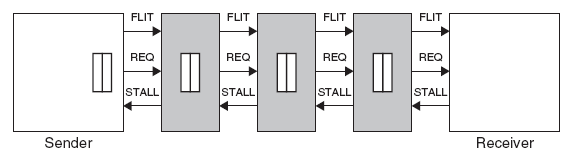 FLIT FLIT FLIT FLIT
REQ REQ REQ REQ
STALL STALL STALL STALL
Sender Receiver